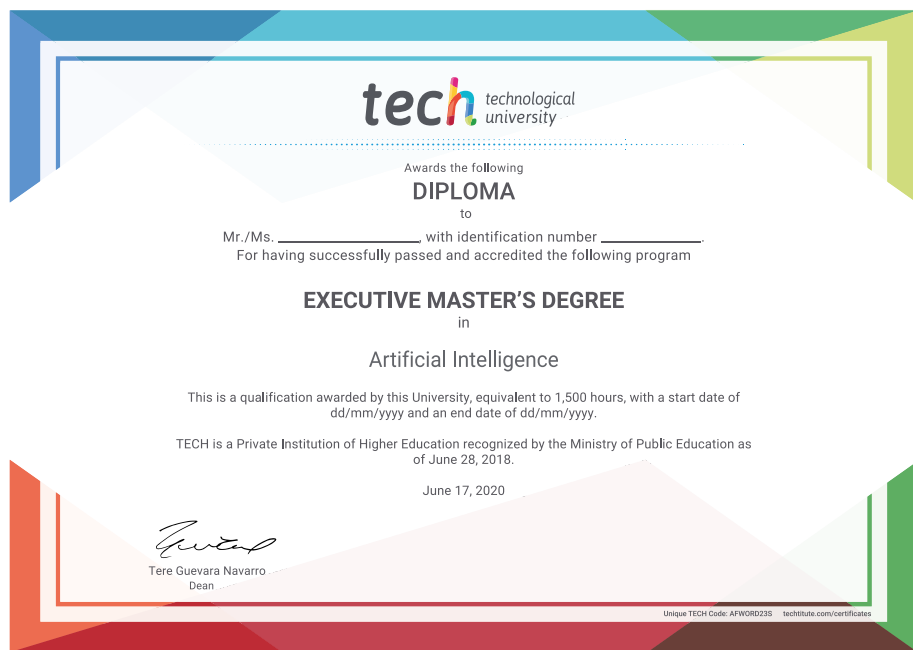 tech technological
university
Awards the following
DIPLOMA
to
Mr./Ms. ________________, with identification number ____________.
For having successfully passed and accredited the following program
EXECUTIVE MASTER'S DEGREE
in
Artificial Intelligence
This is a qualification awarded by this University, equivalent to 1,500 hours, with a start date of
dd/mm/yyyy and an end date of dd/mm/yyyy.
TECH is a Private Institution of Higher Education recognized by the Ministry of Public Education as
of June 28, 2018.
June 17, 2020
Tere Guevara Navarro
Dean
Unique TECH Code: AFWORD23S techtitute.com/certificates